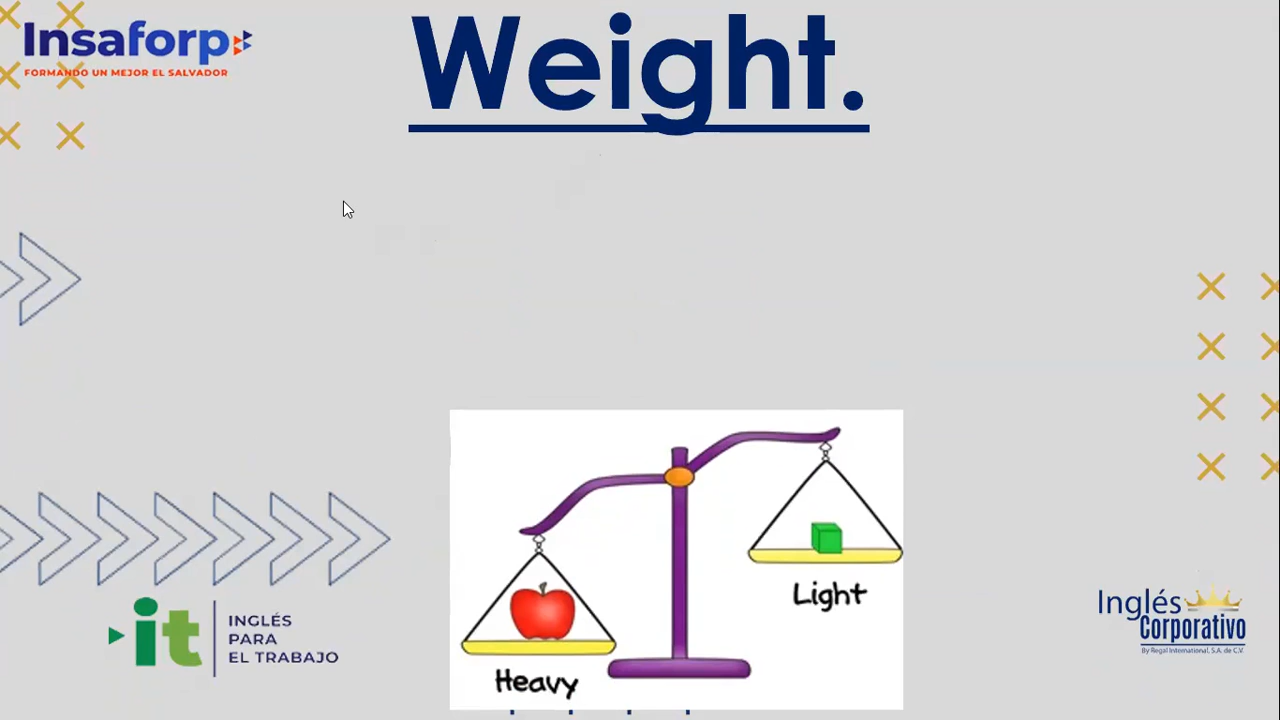 Insaforp
FORMANDO UN MEJOR EL SALVADOR
Weight.
Light
Heavy
it
INGLÉS
PARA
EL TRABAJO
Inglés
Corporativo
By Regal International, S.A. de C.V.